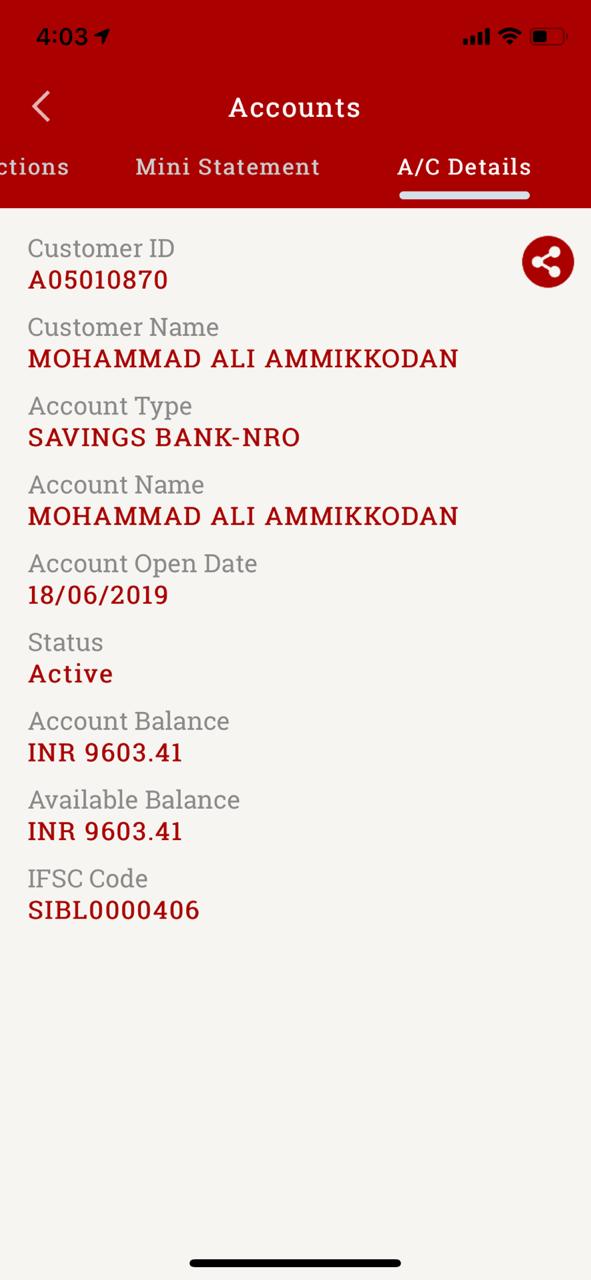 4:03
Accounts
ctions Mini Statement A/C Details
Customer ID
A05010870
Customer Name
MOHAMMAD ALI AMMIKKODAN
Account Type
SAVINGS BANK-NRO
Account Name
MOHAMMAD ALI AMMIKKODAN
Account Open Date
18/06/2019
Status
Active
Account Balance
INR 9603.41
Available Balance
INR 9603.41
IFSC Code
SIBL0000406